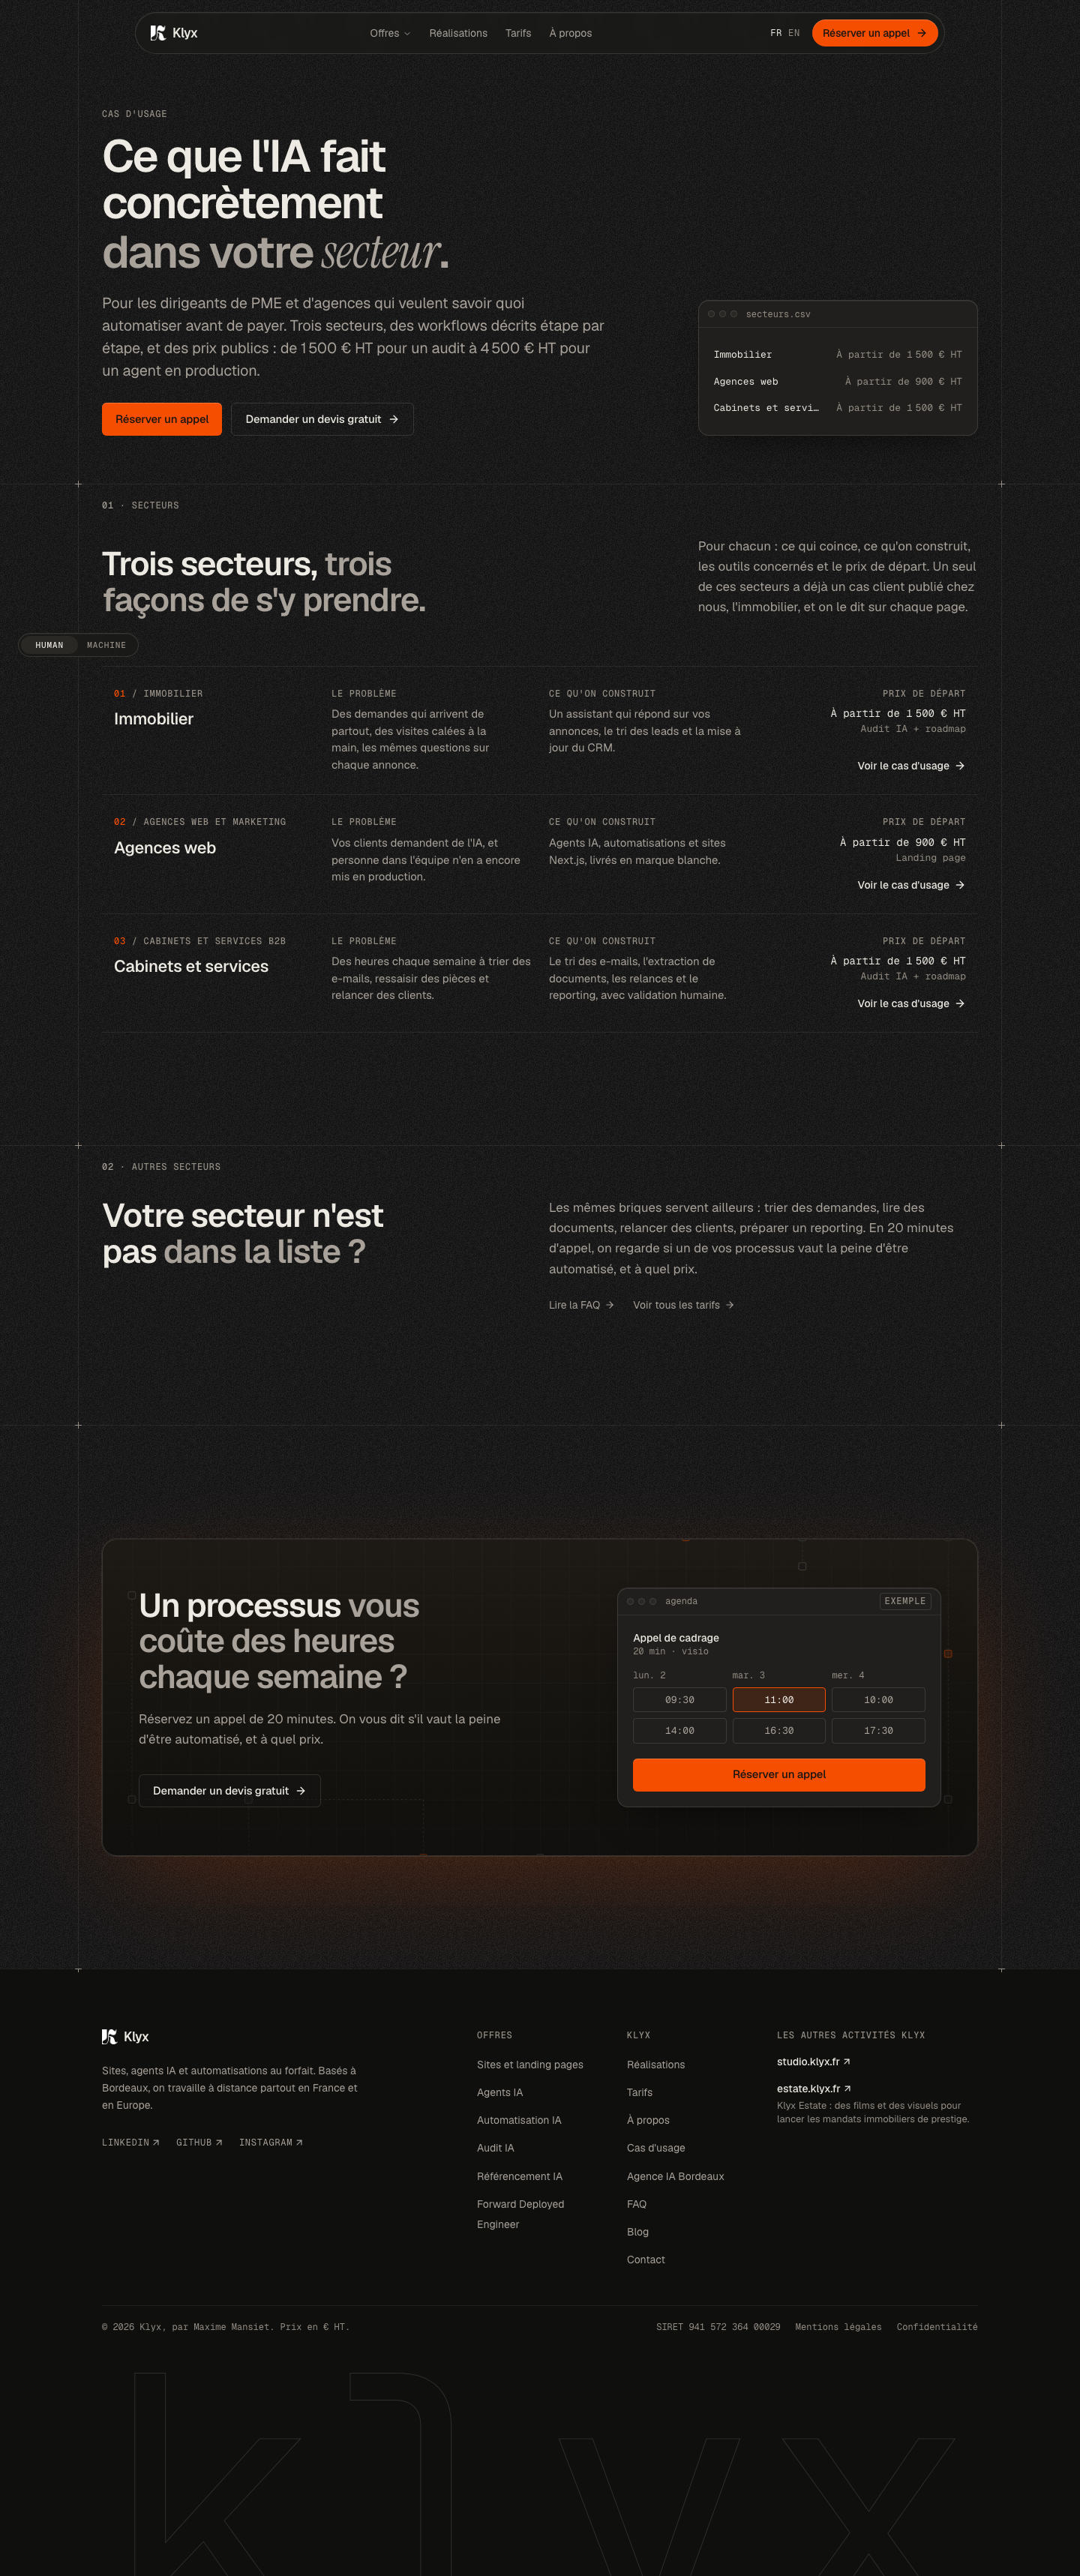 Klyx
Offres
Réalisations
Tarifs
À propos
FR EN
Réserver un appel
CAS D'USAGE
Ce que l'IA fait
concrètement
dans votre secteur.
Pour les dirigeants de PME et d'agences qui veulent savoir quoi
automatiser avant de payer. Trois secteurs, des workflows décrits étape par
étape, et des prix publics : de 1 500 € HT pour un audit à 4 500 € HT pour
un agent en production.
Réserver un appel
Demander un devis gratuit
secteurs.csv
Immobilier À partir de 1 500 € HT
Agences web À partir de 900 € HT
Cabinets et servi… À partir de 1 500 € HT
01 · SECTEURS
Trois secteurs, trois
façons de s'y prendre.
Pour chacun : ce qui coince, ce qu'on construit,
les outils concernés et le prix de départ. Un seul
de ces secteurs a déjà un cas client publié chez
nous, l'immobilier, et on le dit sur chaque page.
HUMAN MACHINE
01 / IMMOBILIER
Immobilier
LE PROBLÈME
Des demandes qui arrivent de
partout, des visites calées à la
main, les mêmes questions sur
chaque annonce.
CE QU'ON CONSTRUIT
Un assistant qui répond sur vos
annonces, le tri des leads et la mise à
jour du CRM.
PRIX DE DÉPART
À partir de 1 500 € HT
Audit IA + roadmap
Voir le cas d'usage
02 / AGENCES WEB ET MARKETING
Agences web
LE PROBLÈME
Vos clients demandent de l'IA, et
personne dans l'équipe n'en a encore
mis en production.
CE QU'ON CONSTRUIT
Agents IA, automatisations et sites
Next.js, livrés en marque blanche.
PRIX DE DÉPART
À partir de 900 € HT
Landing page
Voir le cas d'usage
03 / CABINETS ET SERVICES B2B
Cabinets et services
LE PROBLÈME
Des heures chaque semaine à trier des
e-mails, ressaisir des pièces et
relancer des clients.
CE QU'ON CONSTRUIT
Le tri des e-mails, l'extraction de
documents, les relances et le
reporting, avec validation humaine.
PRIX DE DÉPART
À partir de 1 500 € HT
Audit IA + roadmap
Voir le cas d'usage
02 · AUTRES SECTEURS
Votre secteur n'est
pas dans la liste ?
Les mêmes briques servent ailleurs : trier des demandes, lire des
documents, relancer des clients, préparer un reporting. En 20 minutes
d'appel, on regarde si un de vos processus vaut la peine d'être
automatisé, et à quel prix.
Lire la FAQ
Voir tous les tarifs
Un processus vous
coûte des heures
chaque semaine ?
Réservez un appel de 20 minutes. On vous dit s'il vaut la peine
d'être automatisé, et à quel prix.
Demander un devis gratuit
agenda
EXEMPLE
Appel de cadrage
20 min · visio
lun. 2 mar. 3 mer. 4
09:30 11:00 10:00
14:00 16:30 17:30
Réserver un appel
Klyx
Sites, agents IA et automatisations au forfait. Basés à
Bordeaux, on travaille à distance partout en France et
en Europe.
LINKEDIN
GITHUB
INSTAGRAM
OFFRES
Sites et landing pages
Agents IA
Automatisation IA
Audit IA
Référencement IA
Forward Deployed
Engineer
KLYX
Réalisations
Tarifs
À propos
Cas d'usage
Agence IA Bordeaux
FAQ
Blog
Contact
LES AUTRES ACTIVITÉS KLYX
studio.klyx.fr
estate.klyx.fr
Klyx Estate : des films et des visuels pour
lancer les mandats immobiliers de prestige.
© 2026 Klyx, par Maxime Mansiet. Prix en € HT.
SIRET 941 572 364 00029 Mentions légales Confidentialité
klyx